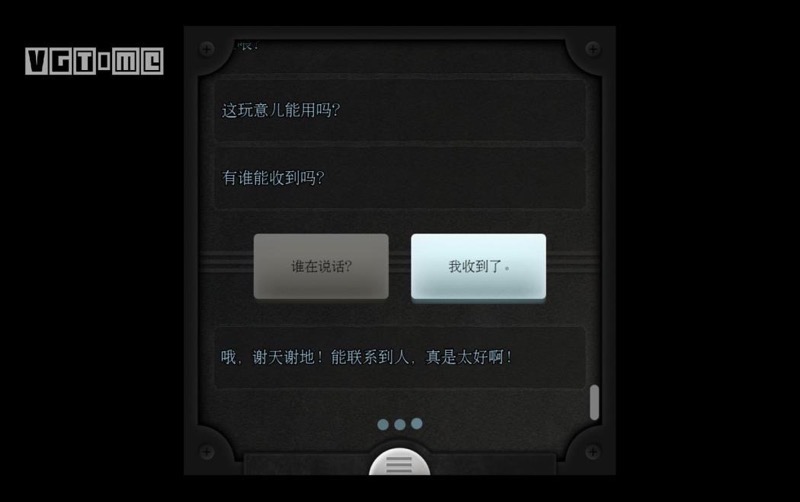 VGTIME
喂？
这玩意儿能用吗？
有谁能收到吗？
谁在说话？
我收到了。
哦，谢天谢地！能联系到人，真是太好啊！